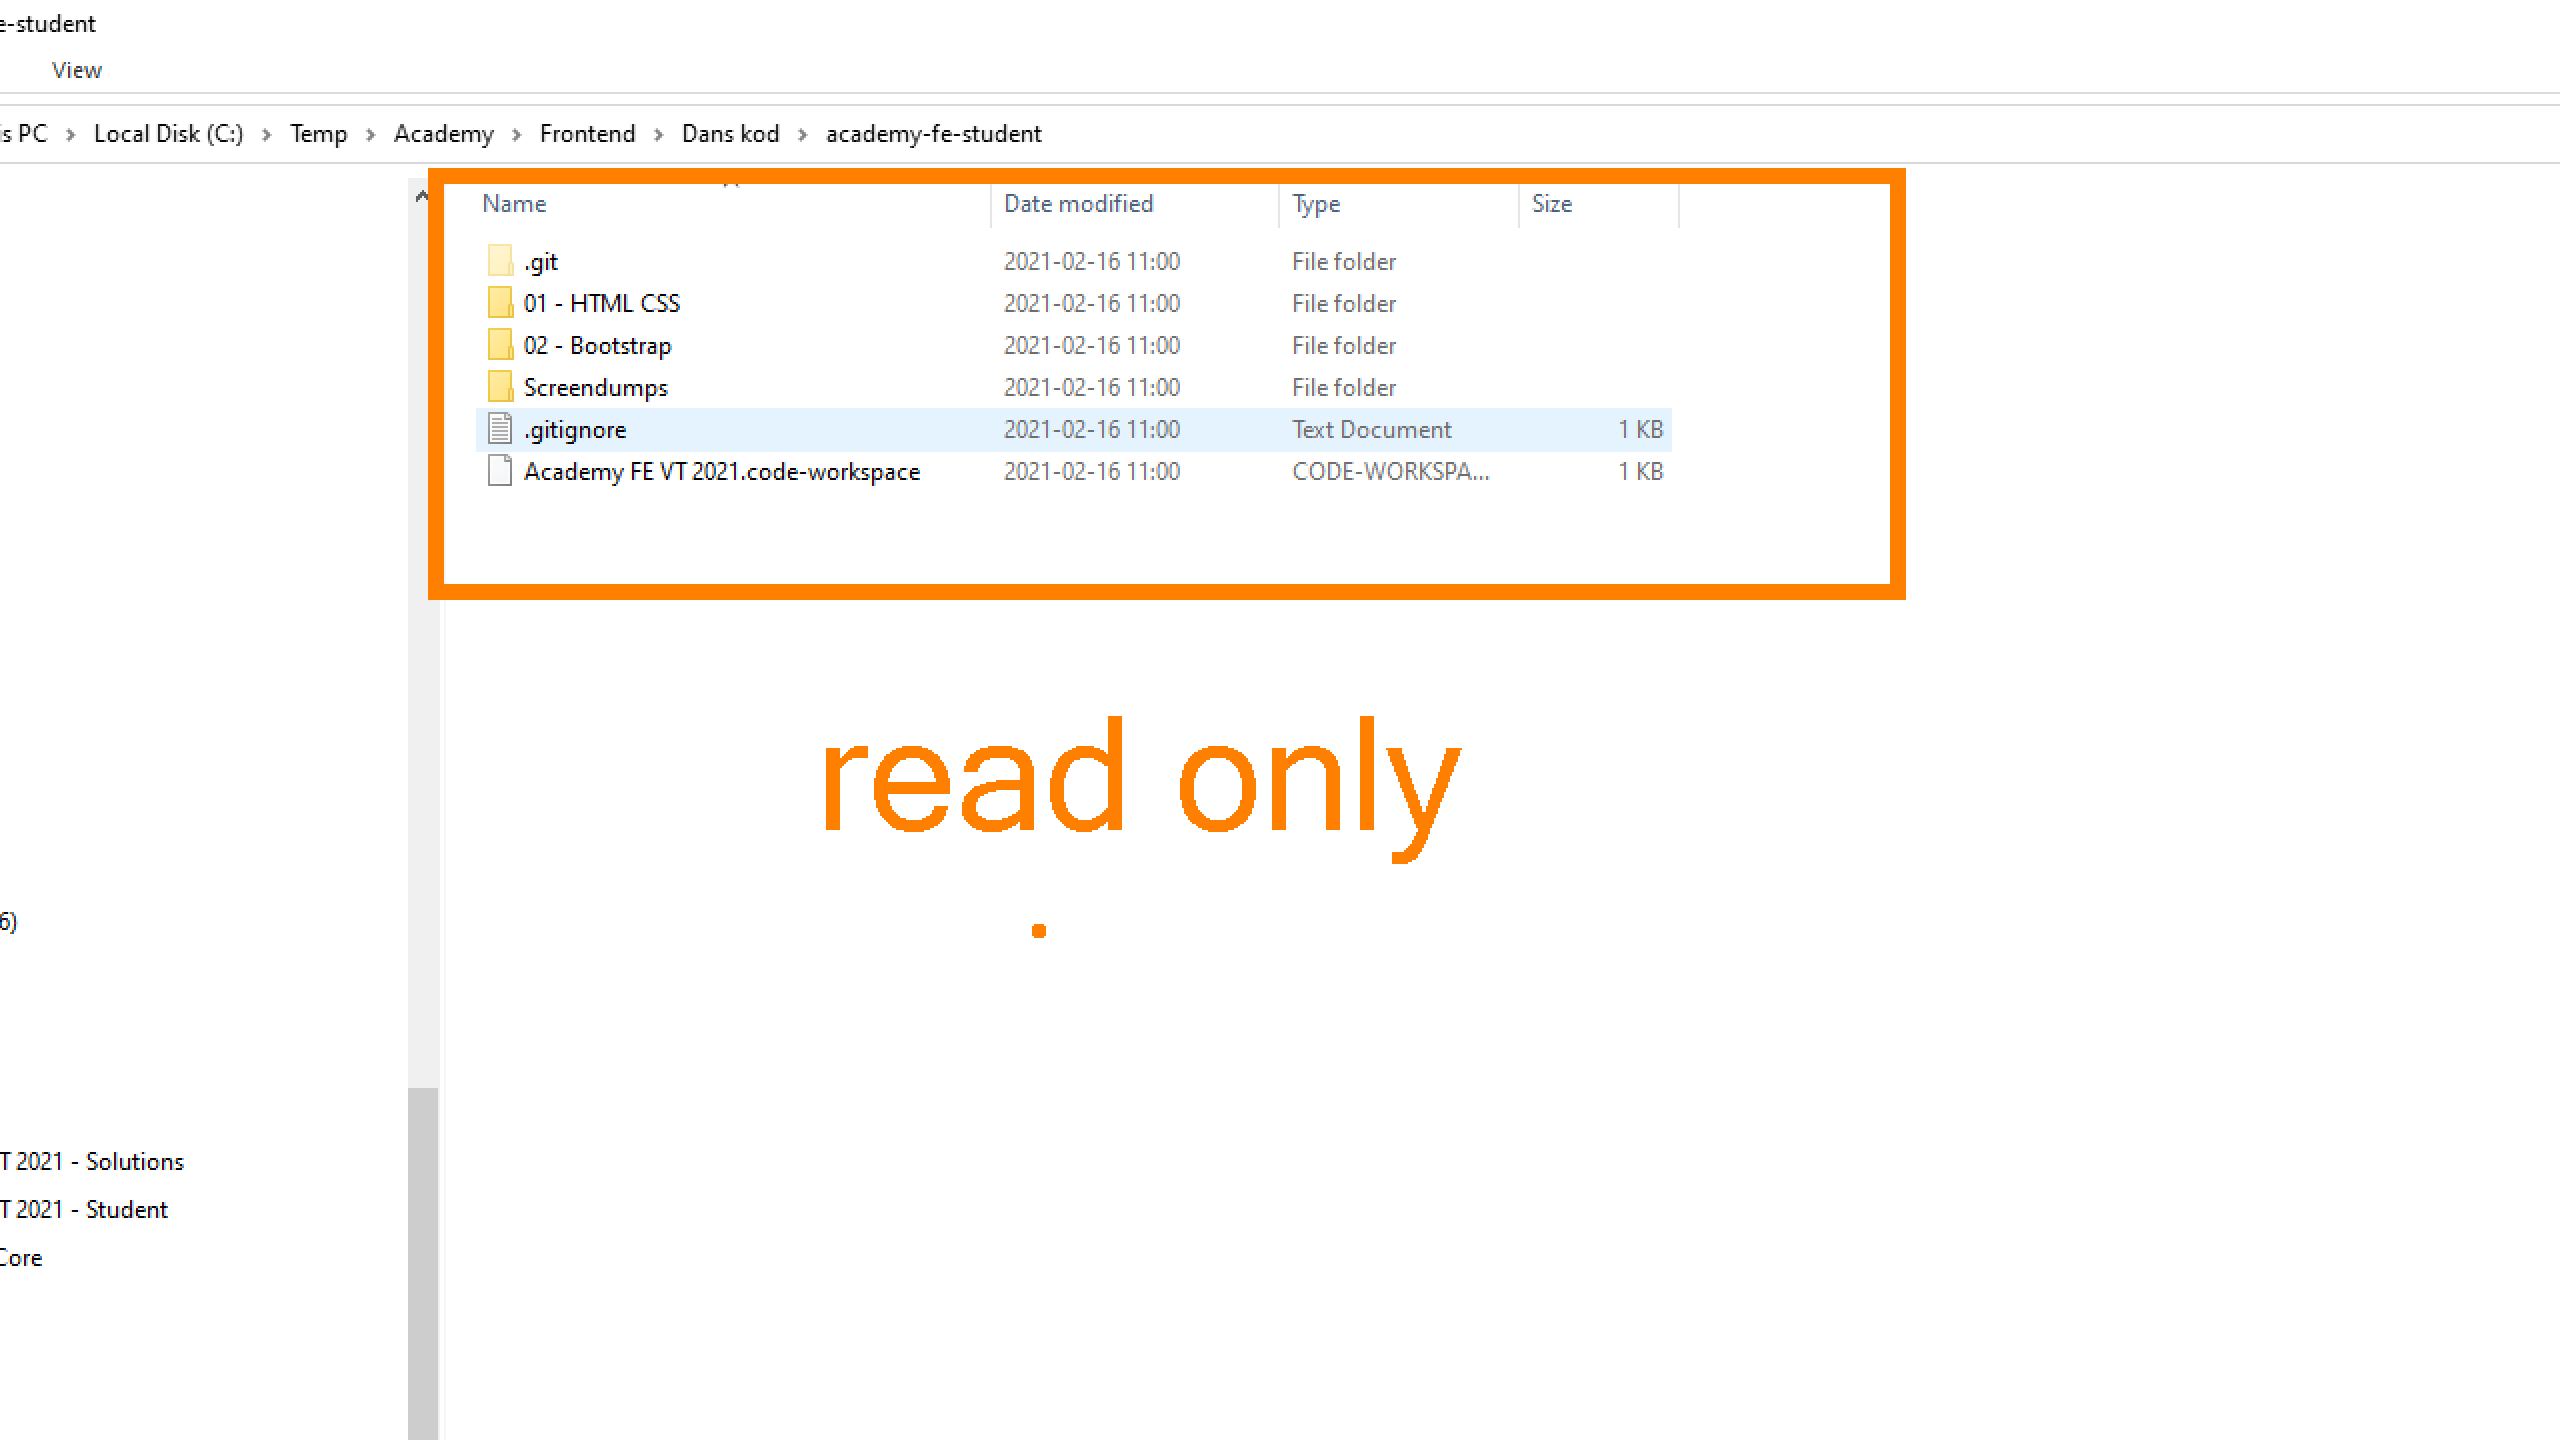 e-student
View
is PC > Local Disk (C:) > Temp > Academy > Frontend > Dans kod > academy-fe-student
Name Date modified Type Size
.git 2021-02-16 11:00 File folder
01 - HTML CSS 2021-02-16 11:00 File folder
02 - Bootstrap 2021-02-16 11:00 File folder
Screendumps 2021-02-16 11:00 File folder
.gitignore 2021-02-16 11:00 Text Document 1 KB
Academy FE VT 2021.code-workspace 2021-02-16 11:00 CODE-WORKSPA... 1 KB
read only
6)
T 2021 - Solutions
T 2021 - Student
Core